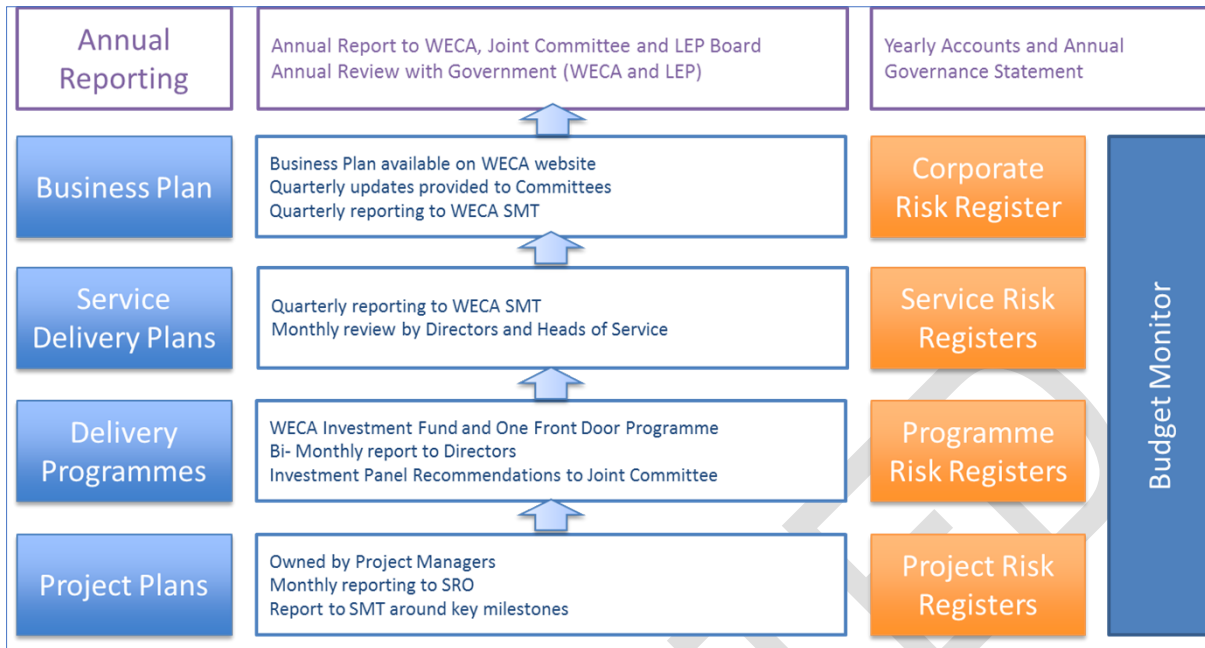 Annual
Reporting
Annual Report to WECA, Joint Committee and LEP Board
Annual Review with Government (WECA and LEP)
Yearly Accounts and Annual
Governance Statement
Business Plan
Business Plan available on WECA website
Quarterly updates provided to Committees
Quarterly reporting to WECA SMT
Corporate
Risk Register
Service
Delivery Plans
Quarterly reporting to WECA SMT
Monthly review by Directors and Heads of Service
Service Risk
Registers
Delivery
Programmes
WECA Investment Fund and One Front Door Programme
Bi- Monthly report to Directors
Investment Panel Recommendations to Joint Committee
Programme
Risk Registers
Project Plans
Owned by Project Managers
Monthly reporting to SRO
Report to SMT around key milestones
Project Risk
Registers
Budget Monitor